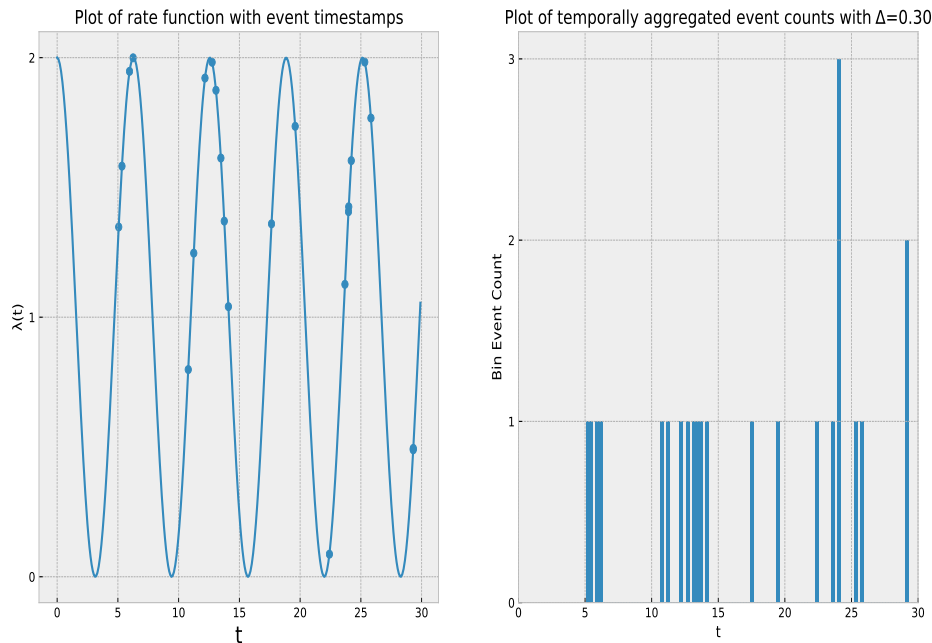 Plot of rate function with event timestamps
2
1
0
λ(t)
0 5 10 15 20 25 30
t
Plot of temporally aggregated event counts with Δ=0.30
3
2
1
0
Bin Event Count
0 5 10 15 20 25 30
t